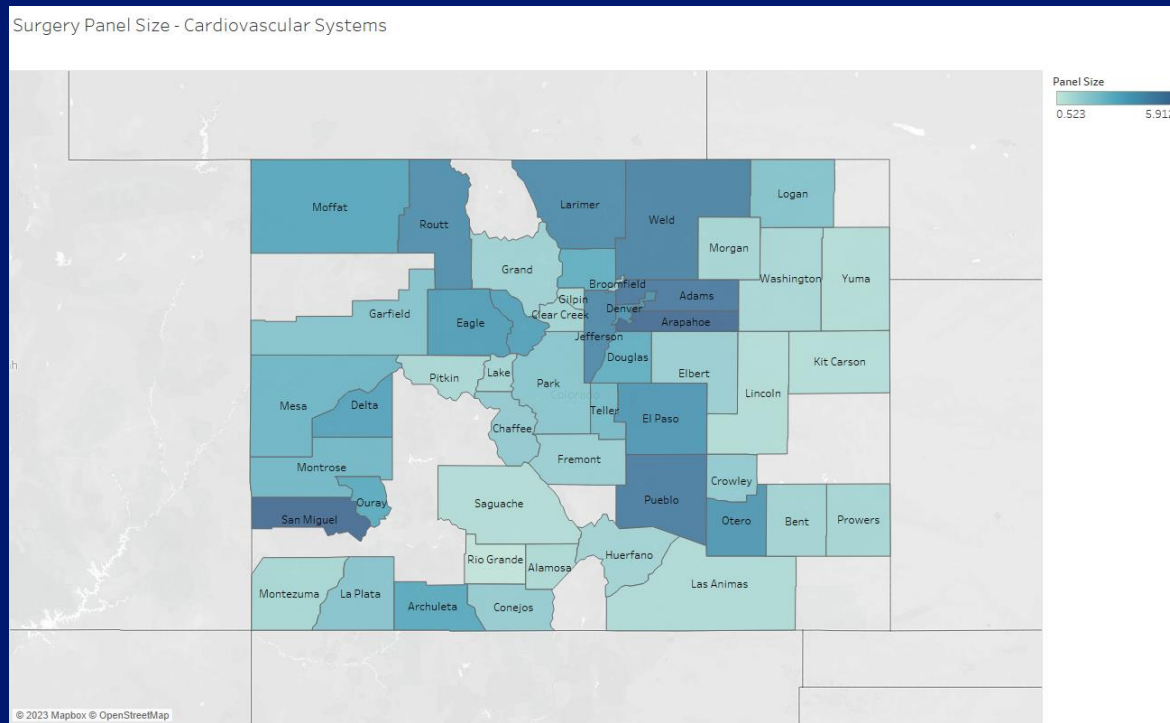 Surgery Panel Size - Cardiovascular Systems
Panel Size
0.523 5.912
Moffat
Routt
Larimer
Weld
Logan
Morgan
Washington
Yuma
Grand
Broomfield
Gilpin
Clear Creek
Denver
Adams
Arapahoe
Jefferson
Garfield
Eagle
Douglas
Elbert
Kit Carson
Lincoln
Pitkin
Lake
Park
Colorado
Mesa
Delta
Teller
El Paso
Chaffee
Montrose
Fremont
Crowley
Ouray
San Miguel
Saguache
Pueblo
Otero
Bent
Prowers
Rio Grande
Alamosa
Huerfano
Las Animas
Montezuma
La Plata
Archuleta
Conejos
© 2023 Mapbox © OpenStreetMap